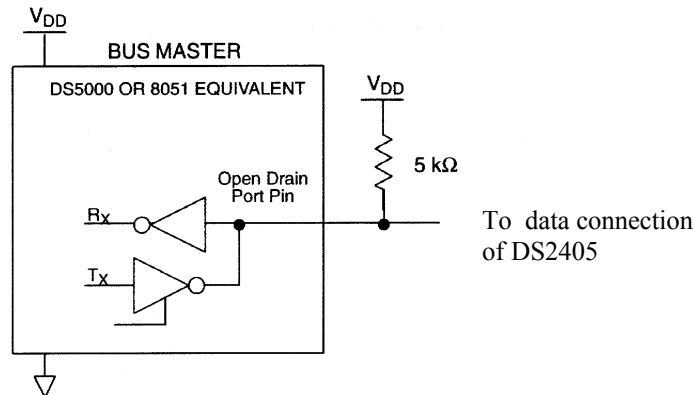 VDD
BUS MASTER
DS5000 OR 8051 EQUIVALENT
VDD
5 kΩ
Open Drain
Port Pin
RX
TX
To data connection
of DS2405